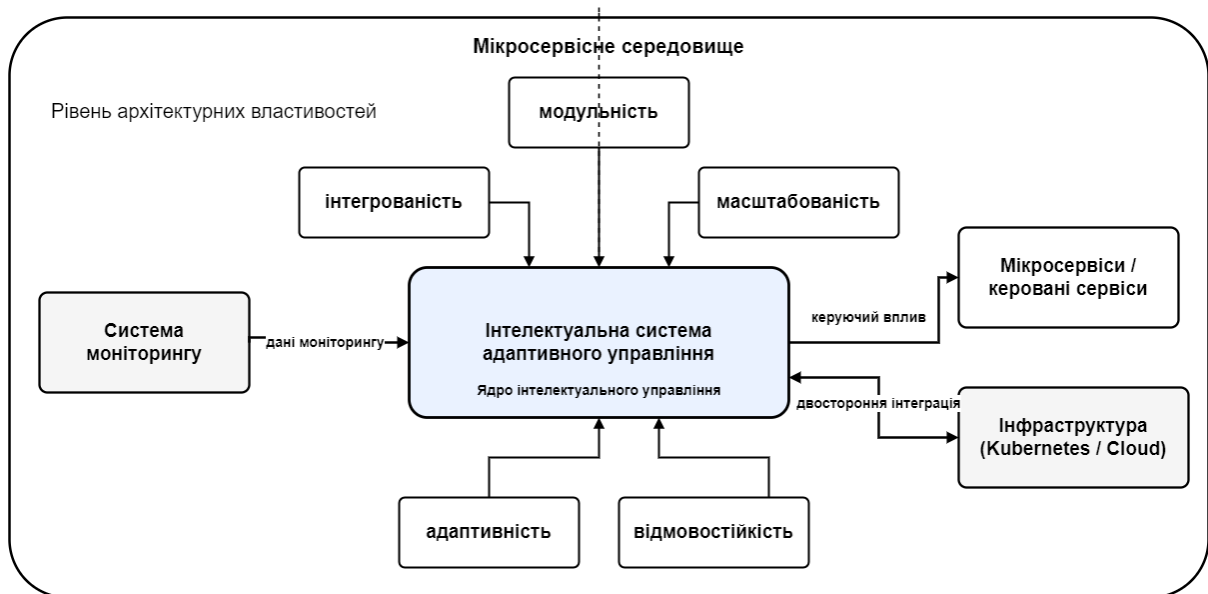 Мікросервісне середовище
Рівень архітектурних властивостей
модульність
інтегрованість
масштабованість
Мікросервіси /
керовані сервіси
Система
моніторингу
дані моніторингу
Інтелектуальна система
адаптивного управління
Ядро інтелектуального управління
керуючий вплив
двостороння інтеграція
Інфраструктура
(Kubernetes / Cloud)
адаптивність
відмовостійкість